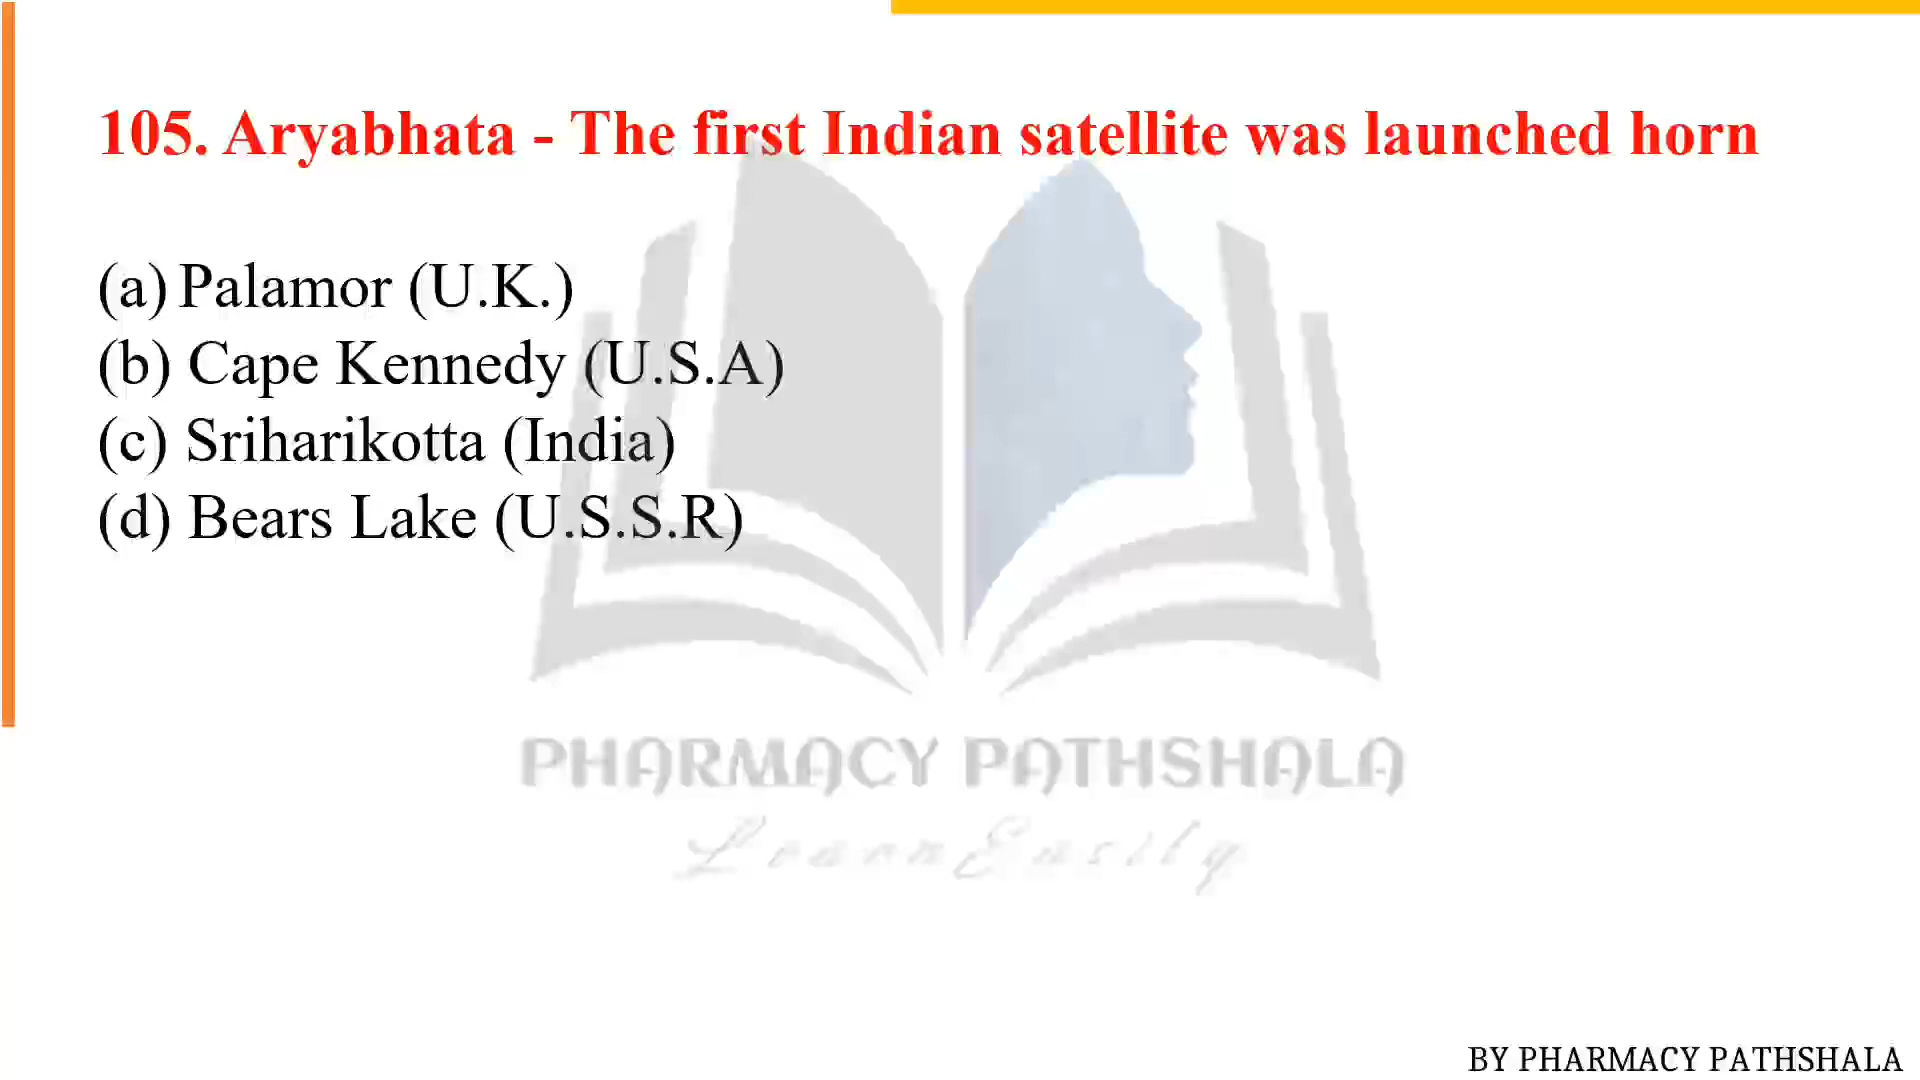 105. Aryabhata - The first Indian satellite was launched horn
(a) Palamor (U.K.)
(b) Cape Kennedy (U.S.A)
(c) Sriharikotta (India)
(d) Bears Lake (U.S.S.R)
PHARMACY PATHSHALA
Learn Easily
BY PHARMACY PATHSHALA